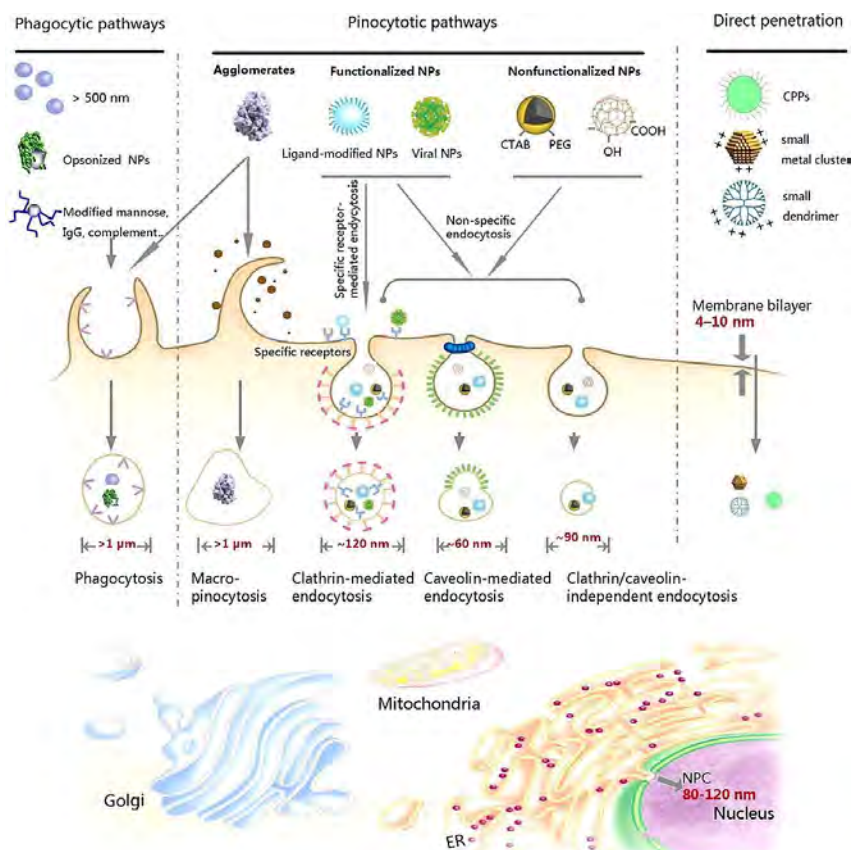 Phagocytic pathways
Pinocytotic pathways
Direct penetration
Agglomerates
Functionalized NPs
Nonfunctionalized NPs
> 500 nm
CPPs
Opsonized NPs
Ligand-modified NPs
Viral NPs
CTAB
PEG
OH
COOH
small
metal cluster
small
dendrimer
Modified mannose,
IgG, complement..
Specific receptor-
mediated endycytosis
Non-specific
endocytosis
Specific receptors
Membrane bilayer
4–10 nm
>1 μm
>1 μm
~120 nm
~60 nm
~90 nm
Phagocytosis
Macro-
pinocytosis
Clathrin-mediated
endocytosis
Caveolin-mediated
endocytosis
Clathrin/caveolin-
independent endocytosis
Mitochondria
Golgi
NPC
80-120 nm
Nucleus
ER